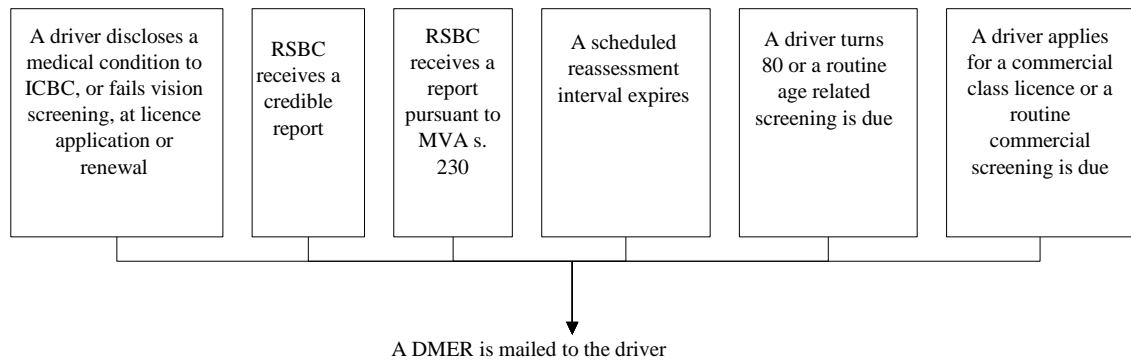 A driver discloses a
medical condition to
ICBC, or fails vision
screening, at licence
application or
renewal
RSBC
receives a
credible
report
RSBC
receives a
report
pursuant to
MVA s.
230
A scheduled
reassessment
interval expires
A driver turns
80 or a routine
age related
screening is due
A driver applies
for a commercial
class licence or a
routine
commercial
screening is due
A DMER is mailed to the driver